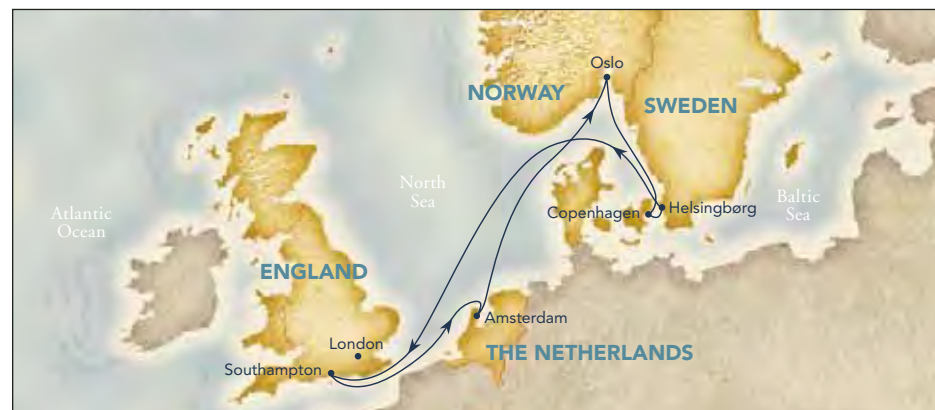 Oslo
NORWAY
SWEDEN
North
Sea
Atlantic
Ocean
Baltic
Sea
Copenhagen
Helsingbørg
ENGLAND
Amsterdam
London
THE NETHERLANDS
Southampton